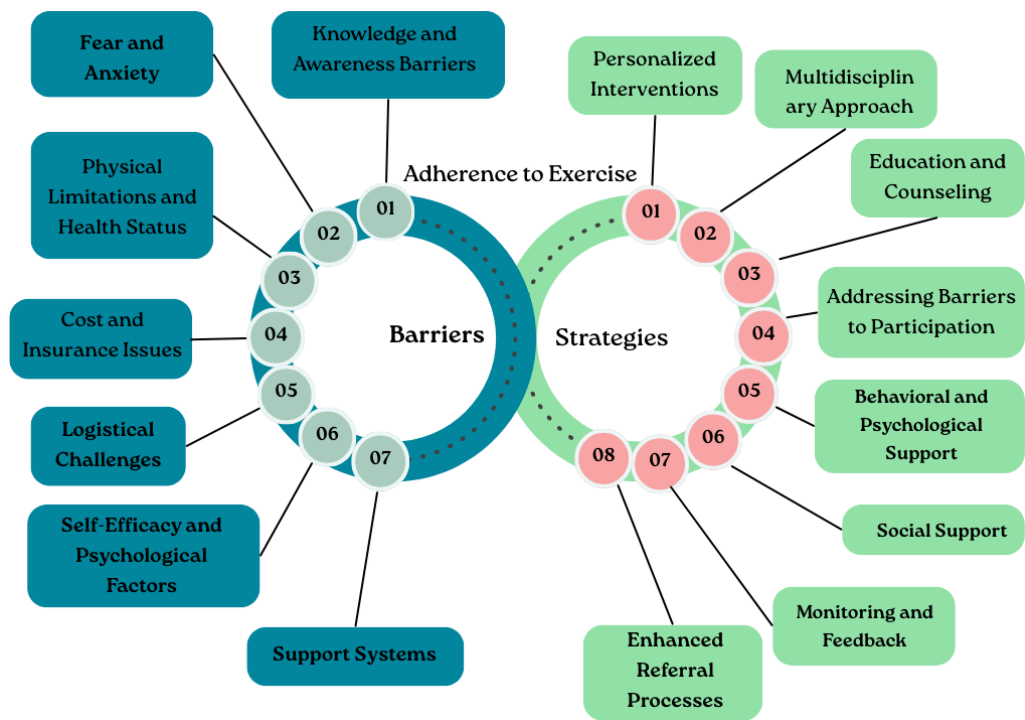 Adherence to Exercise
Barriers
01
Knowledge and
Awareness Barriers
02
Fear and
Anxiety
03
Physical
Limitations and
Health Status
04
Cost and
Insurance Issues
05
Logistical
Challenges
06
Self-Efficacy and
Psychological
Factors
07
Support Systems
Strategies
01
Personalized
Interventions
02
Multidisciplin
ary Approach
03
Education and
Counseling
04
Addressing Barriers
to Participation
05
Behavioral and
Psychological
Support
06
Social Support
07
Monitoring and
Feedback
08
Enhanced
Referral
Processes